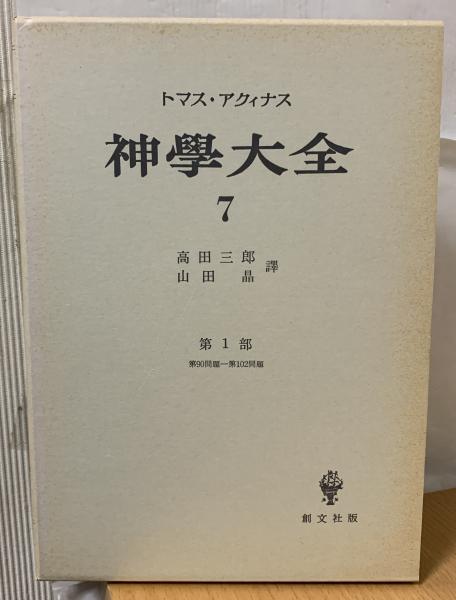 トマス・アクィナス
神學大全
7
高田三郎
山田晶 譯
第1部
第90問題—第102問題
創文社版